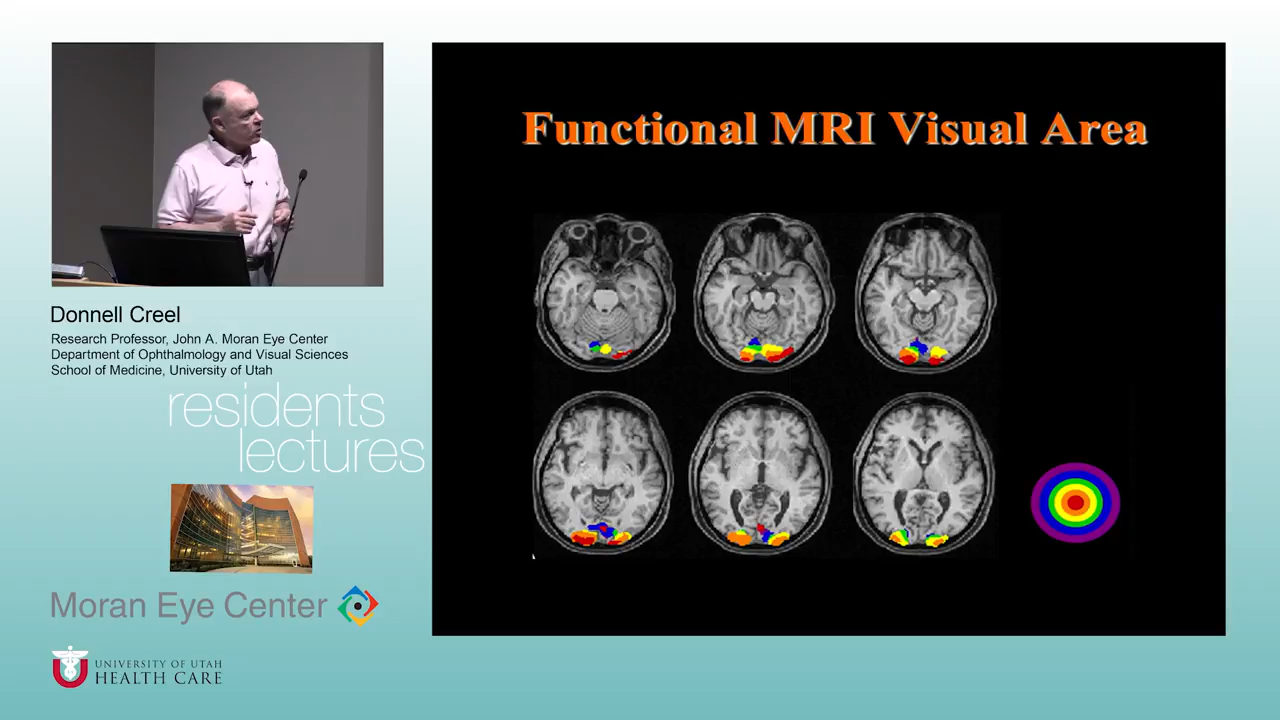 Functional MRI Visual Area
Donnell Creel
Research Professor, John A. Moran Eye Center
Department of Ophthalmology and Visual Sciences
School of Medicine, University of Utah
residents
lectures
Moran Eye Center
UNIVERSITY OF UTAH
HEALTH CARE